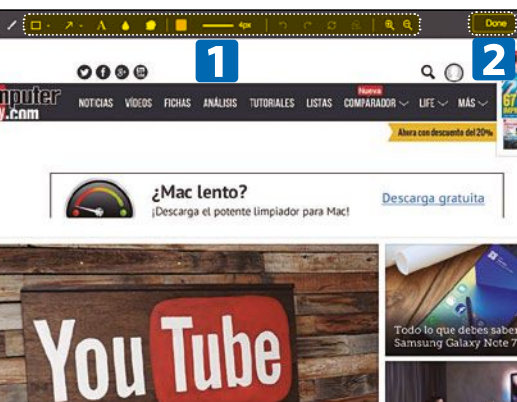 A 4px Done
1 2
mputer
y.com
NOTICIAS VÍDEOS FICHAS ANÁLISIS TUTORIALES LISTAS COMPARADOR LIFE MÁS
Nueva
67
Ahora con descuento del 20%
¿Mac lento?
¡Descarga el potente limpiador para Mac!
Descarga gratuita
You Tube
Todo lo que debes saber
Samsung Galaxy Note 7